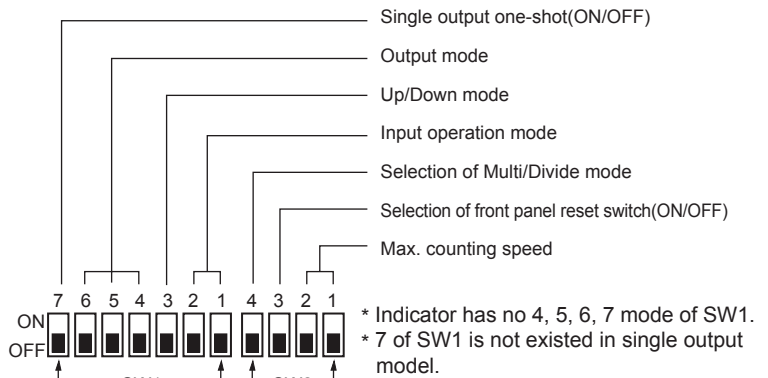 Single output one-shot(ON/OFF)
Output mode
Up/Down mode
Input operation mode
Selection of Multi/Divide mode
Selection of front panel reset switch(ON/OFF)
Max. counting speed
7 6 5 4 3 2 1 4 3 2 1
ON
OFF
* Indicator has no 4, 5, 6, 7 mode of SW1.
* 7 of SW1 is not existed in single output
model.